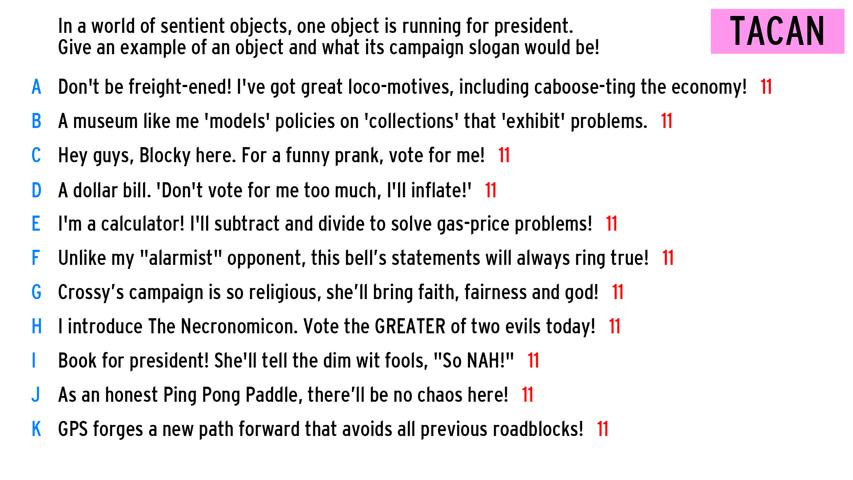 In a world of sentient objects, one object is running for president.
Give an example of an object and what its campaign slogan would be!
TACAN
A Don't be freight-ened! I've got great loco-motives, including caboose-ting the economy! 11
B A museum like me 'models' policies on 'collections' that 'exhibit' problems. 11
C Hey guys, Blocky here. For a funny prank, vote for me! 11
D A dollar bill. 'Don't vote for me too much, I'll inflate!' 11
E I'm a calculator! I'll subtract and divide to solve gas-price problems! 11
F Unlike my "alarmist" opponent, this bell’s statements will always ring true! 11
G Crossy’s campaign is so religious, she’ll bring faith, fairness and god! 11
H I introduce The Necronomicon. Vote the GREATER of two evils today! 11
I Book for president! She'll tell the dim wit fools, "So NAH!" 11
J As an honest Ping Pong Paddle, there’ll be no chaos here! 11
K GPS forges a new path forward that avoids all previous roadblocks! 11